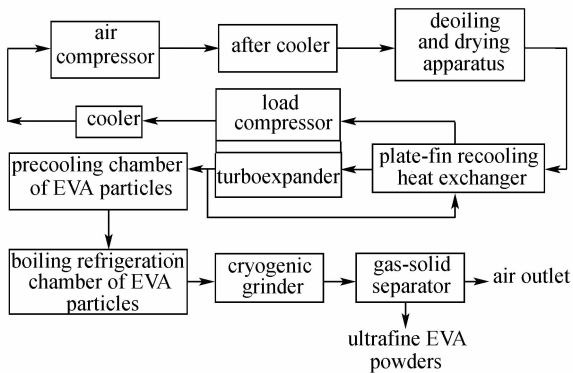 air
compressor
after cooler
deoiling
and drying
apparatus
cooler
load
compressor
precooling chamber
of EVA particles
turboexpander
plate-fin recooling
heat exchanger
boiling refrigeration
chamber of EVA
particles
cryogenic
grinder
gas-solid
separator
air outlet
ultrafine EVA
powders